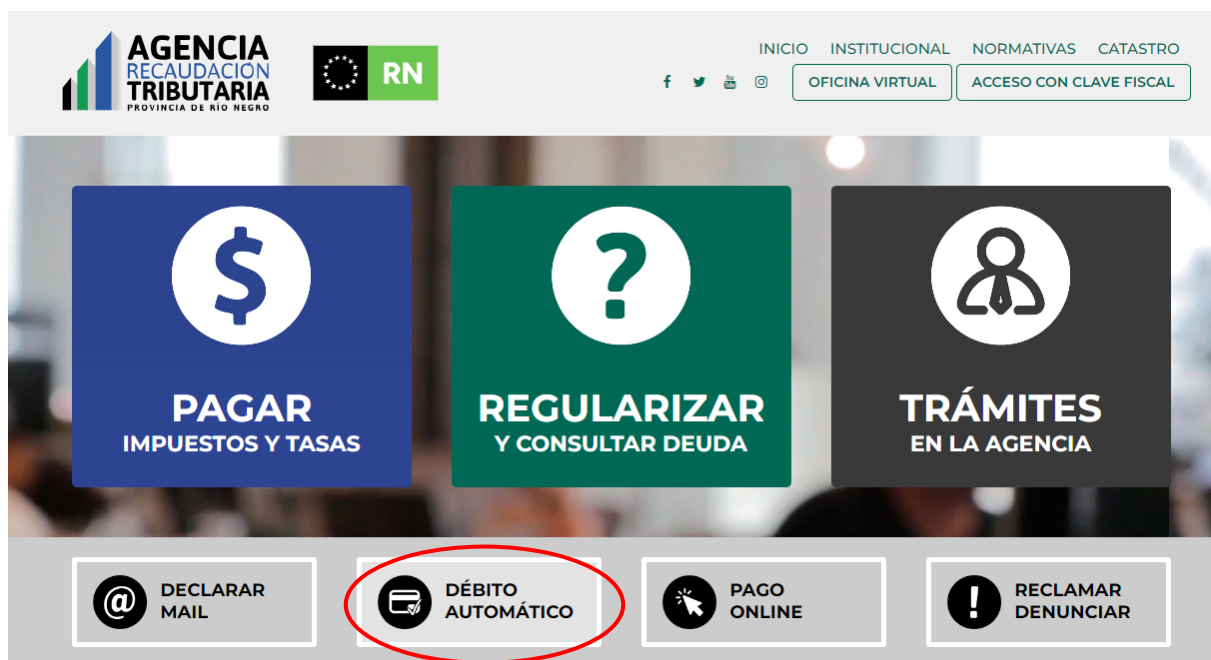 AGENCIA
RECAUDACIÓN
TRIBUTARIA
PROVINCIA DE RÍO NEGRO
RN
INICIO INSTITUCIONAL NORMATIVAS CATASTRO
OFICINA VIRTUAL ACCESO CON CLAVE FISCAL
PAGAR
IMPUESTOS Y TASAS
REGULARIZAR
Y CONSULTAR DEUDA
TRÁMITES
EN LA AGENCIA
DECLARAR
MAIL
DÉBITO
AUTOMÁTICO
PAGO
ONLINE
RECLAMAR
DENUNCIAR